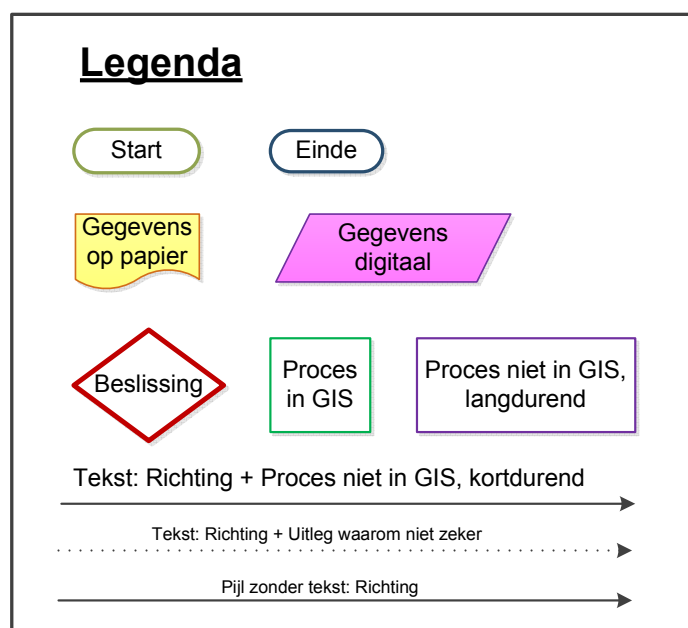 Legenda
Start
Einde
Gegevens
op papier
Gegevens
digitaal
Beslissing
Proces
in GIS
Proces niet in GIS,
langdurend
Tekst: Richting + Proces niet in GIS, kortdurend
Tekst: Richting + Uitleg waarom niet zeker
Pijl zonder tekst: Richting